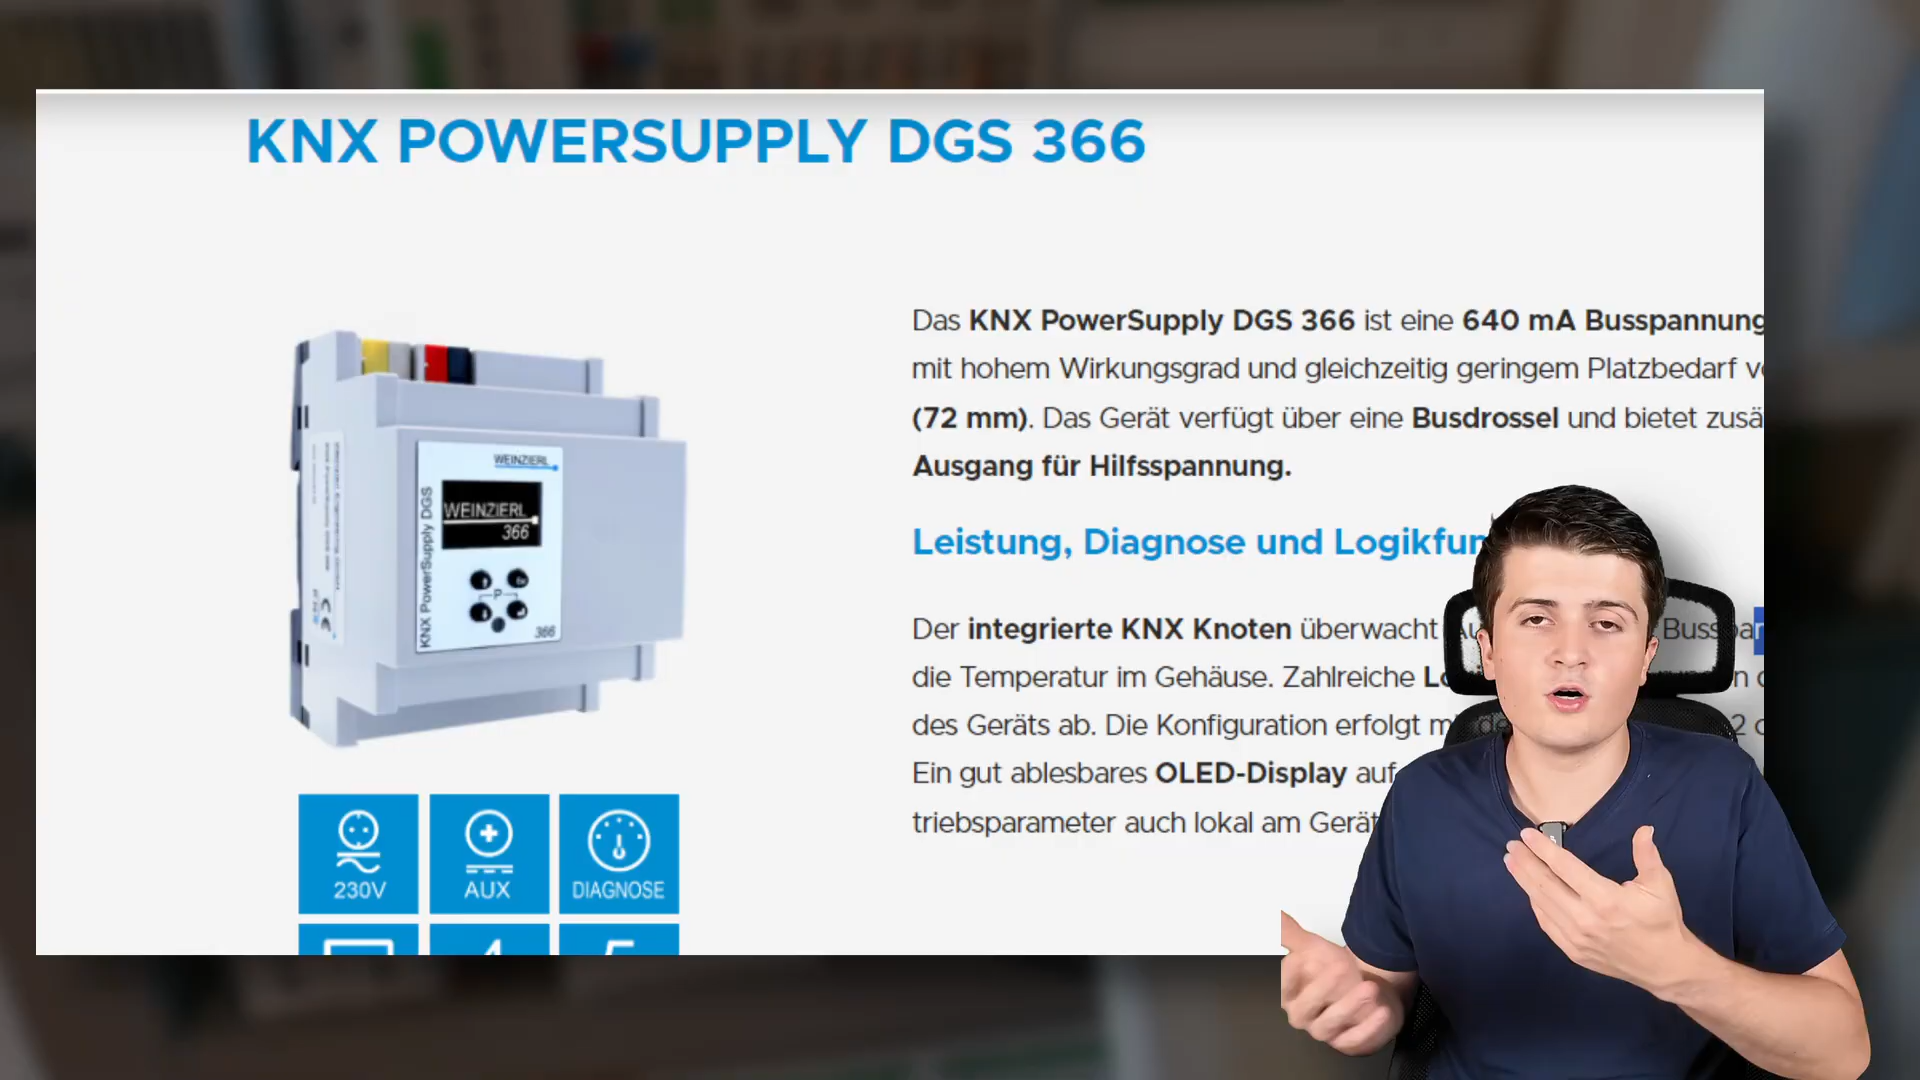 KNX POWERSUPPLY DGS 366
Das KNX PowerSupply DGS 366 ist eine 640 mA Busspannung
mit hohem Wirkungsgrad und gleichzeitig geringem Platzbedarf
(72 mm). Das Gerät verfügt über eine Busdrossel und bietet zusä
Ausgang für Hilfsspannung.
Leistung, Diagnose und Logikfun
Der integrierte KNX Knoten überwacht Busspan
die Temperatur im Gehäuse. Zahlreiche
des Geräts ab. Die Konfiguration erfolgt
Ein gut ablesbares OLED-Display auf
triebsparameter auch lokal am Gerät
WEINZIERL
KNX PowerSupply DGS
WEINZIERL
366
P
366
230V
AUX
DIAGNOSE